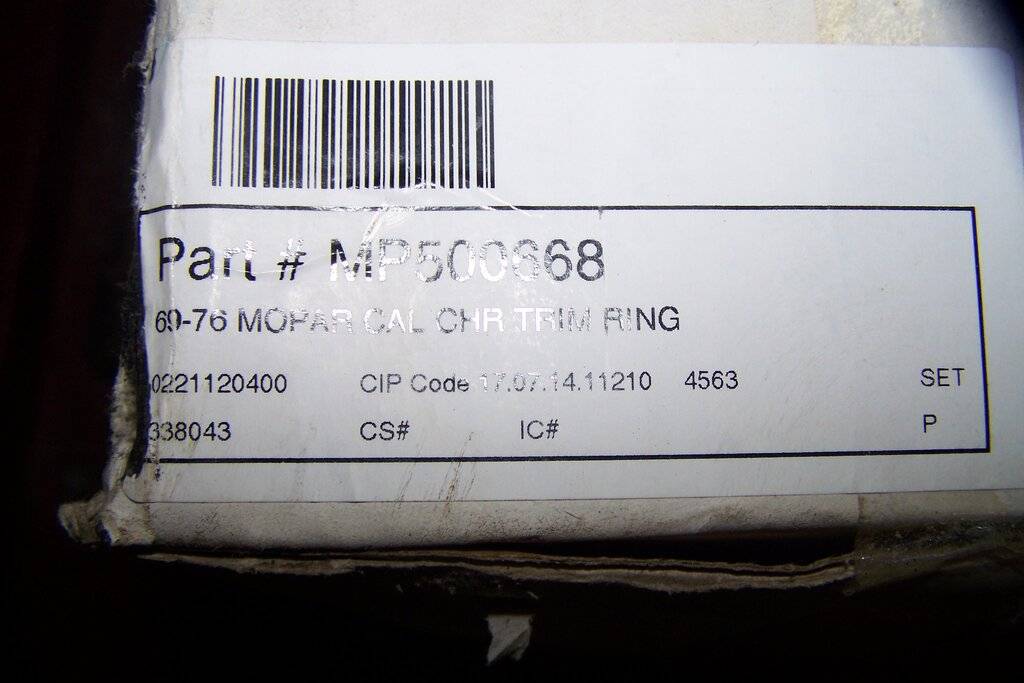 Part # MP500668
69-76 MOPAR CAL CHR TRIM RING
0221120400 CIP Code 17.07.14.11210 4563 SET
338043 CS# IC# P